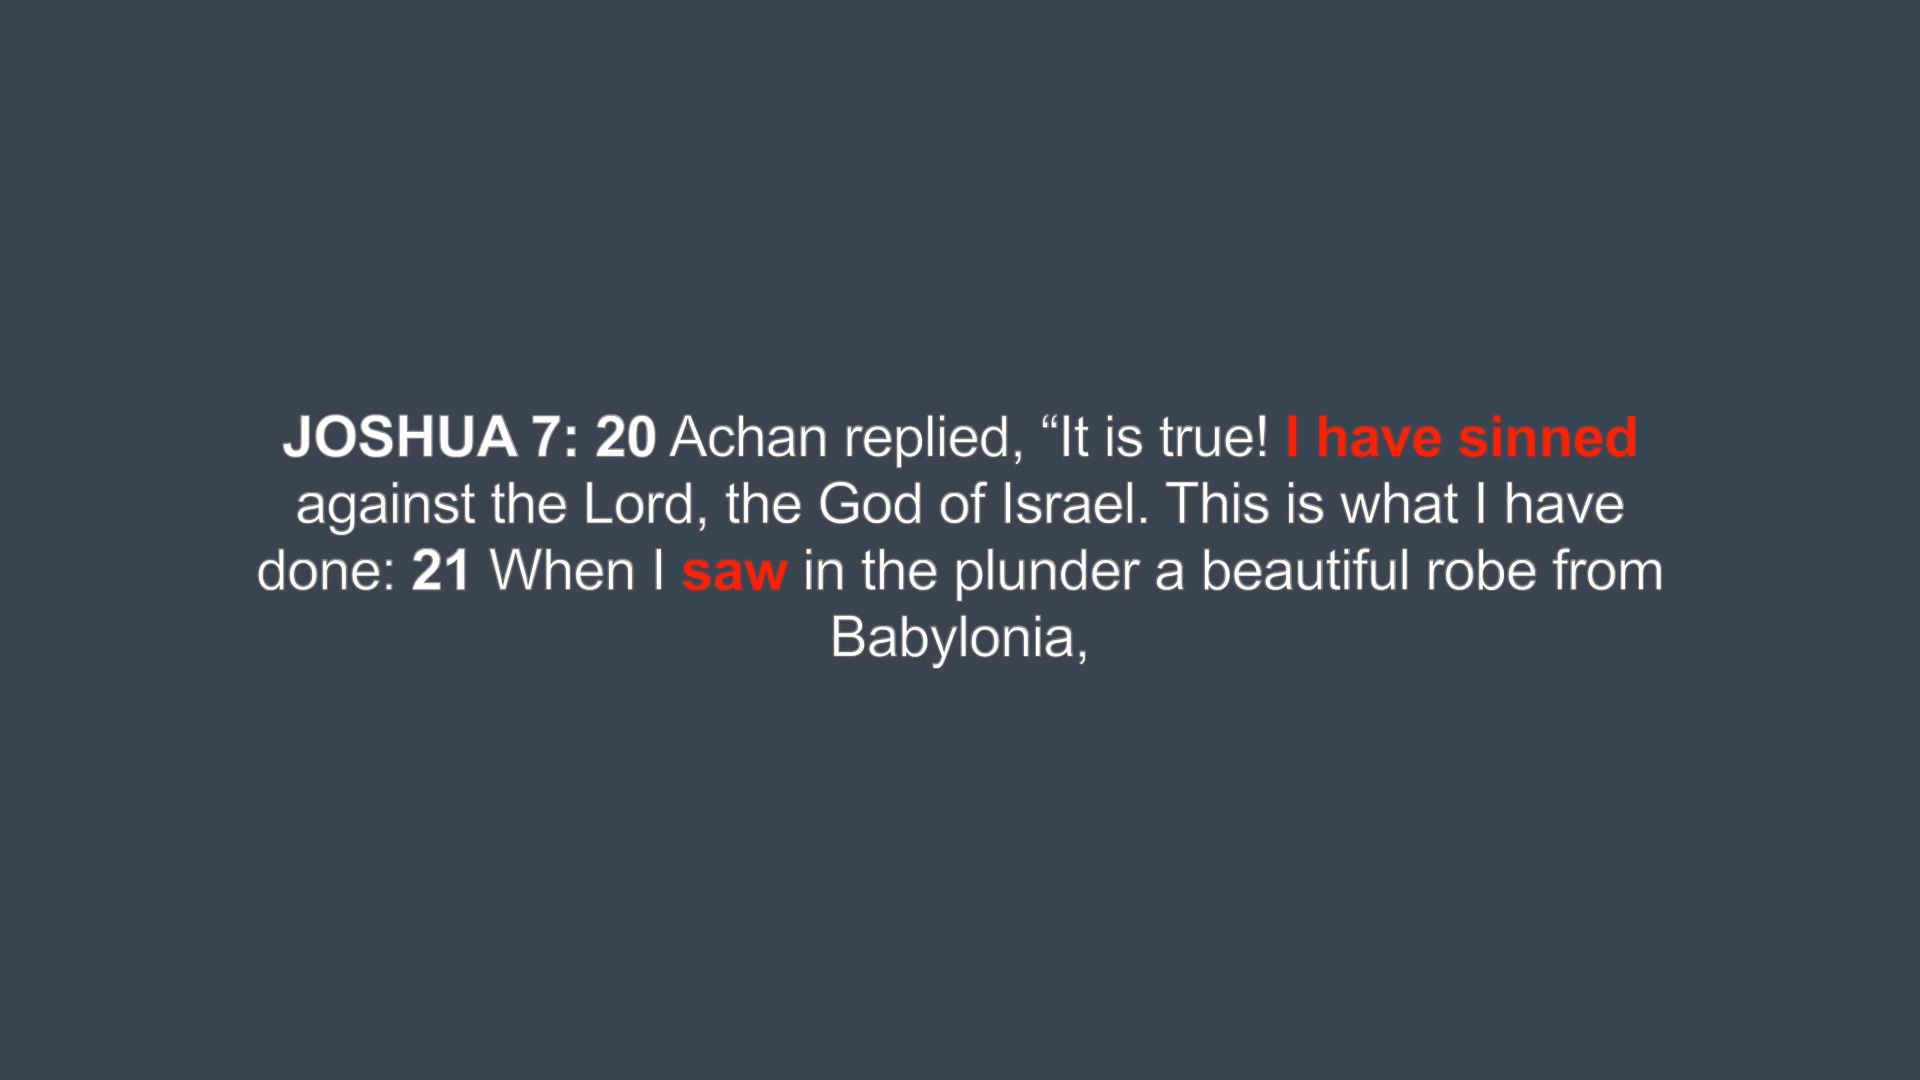 JOSHUA 7: 20 Achan replied, “It is true! I have sinned
against the Lord, the God of Israel. This is what I have
done: 21 When I saw in the plunder a beautiful robe from
Babylonia,